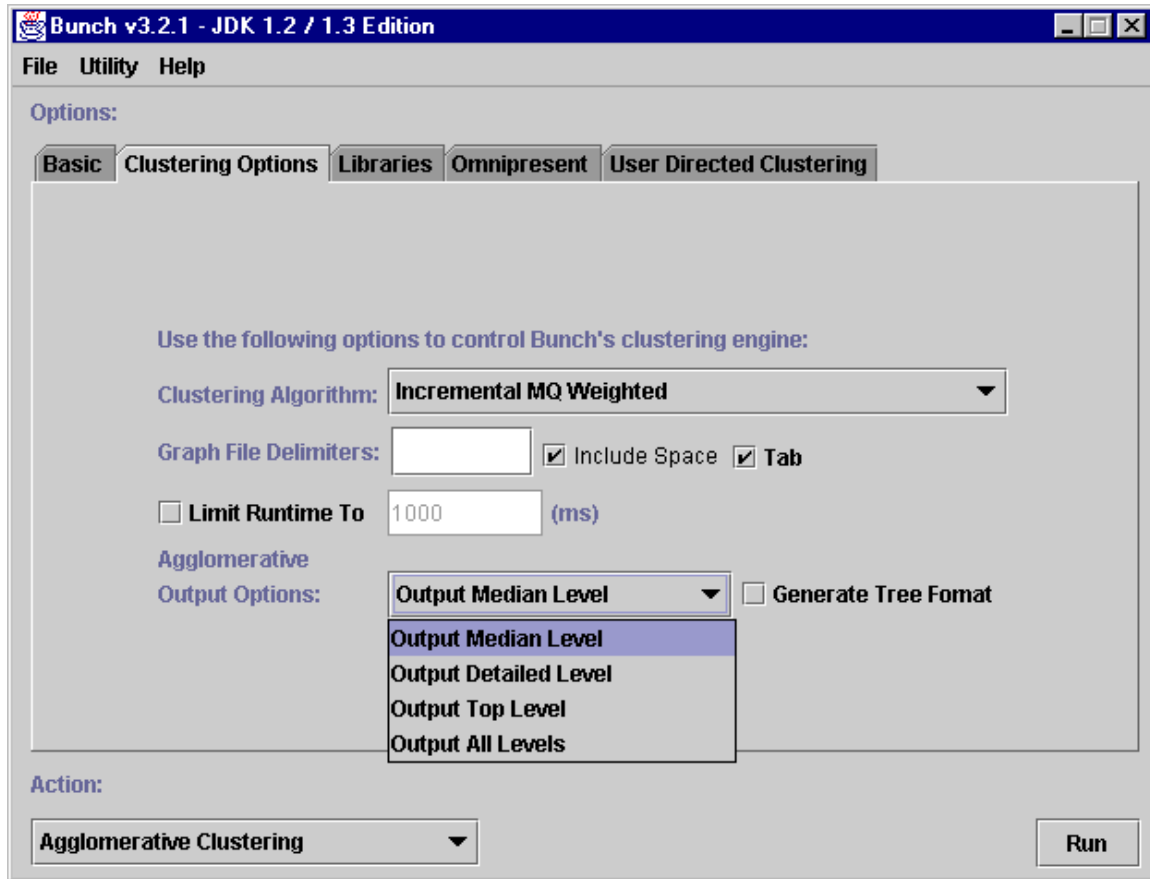 Bunch v3.2.1 - JDK 1.2 / 1.3 Edition
File Utility Help
Options:
Basic Clustering Options Libraries Omnipresent User Directed Clustering
Use the following options to control Bunch's clustering engine:
Clustering Algorithm: Incremental MQ Weighted
Graph File Delimiters: Include Space Tab
Limit Runtime To 1000 (ms)
Agglomerative
Output Options: Output Median Level Generate Tree Fomat
Output Median Level
Output Detailed Level
Output Top Level
Output All Levels
Action:
Agglomerative Clustering Run